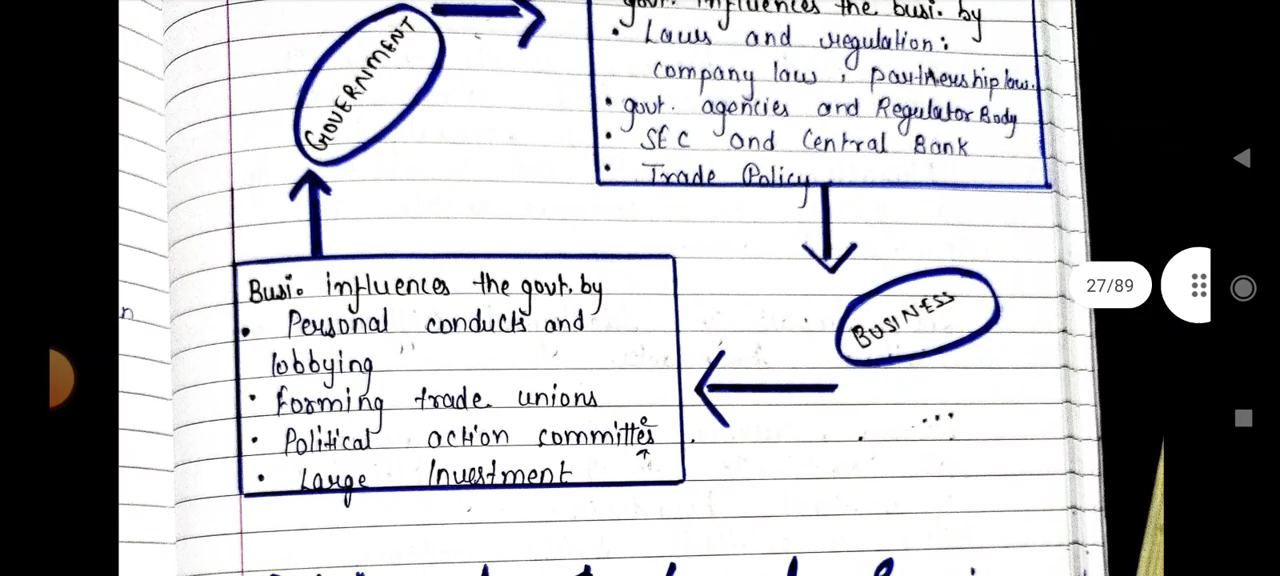 govt. influences the busi. by
• Laws and regulation:
company law, partnership law.
• govt. agencies and Regulator Body
• SEC and Central Bank
• Trade Policy
GOVERNMENT
BUSINESS
27/89
Busi. influences the govt. by
• Personal conducts and
lobbying
• Forming trade unions
• Political action committes
e
• Large Investment
n